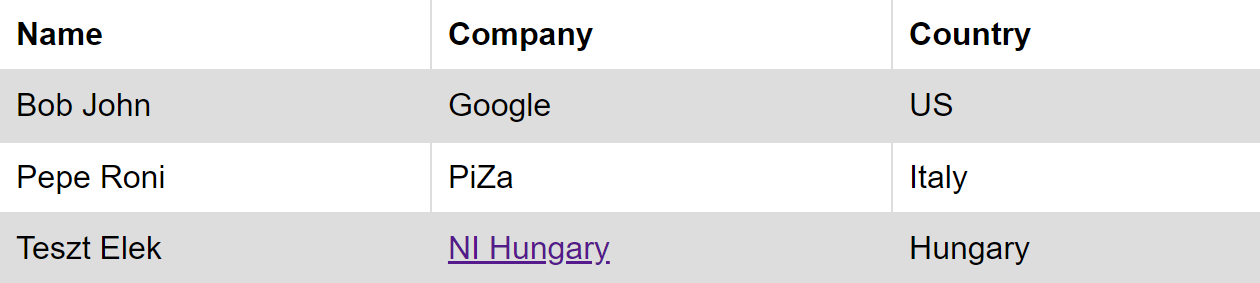 Name Company Country
Bob John Google US
Pepe Roni PiZa Italy
Teszt Elek NI Hungary Hungary